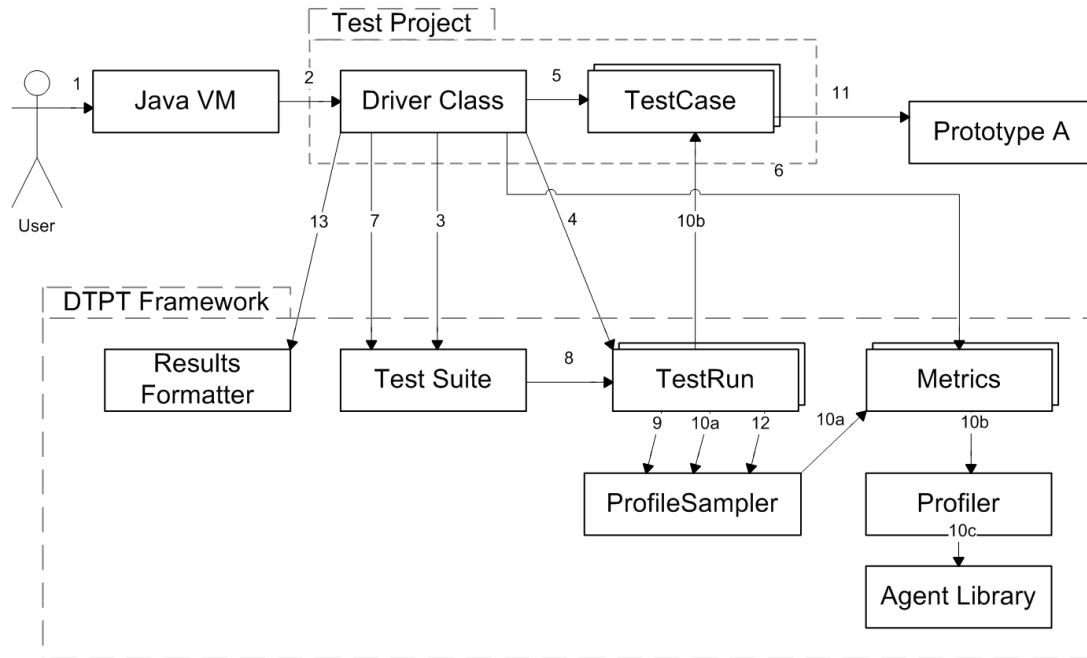 Test Project
1
2
5
11
Java VM
Driver Class
TestCase
Prototype A
6
User
13
7
3
4
10b
DTPT Framework
Results
Formatter
Test Suite
8
TestRun
Metrics
9
10a
12
10a
10b
ProfileSampler
Profiler
10c
Agent Library